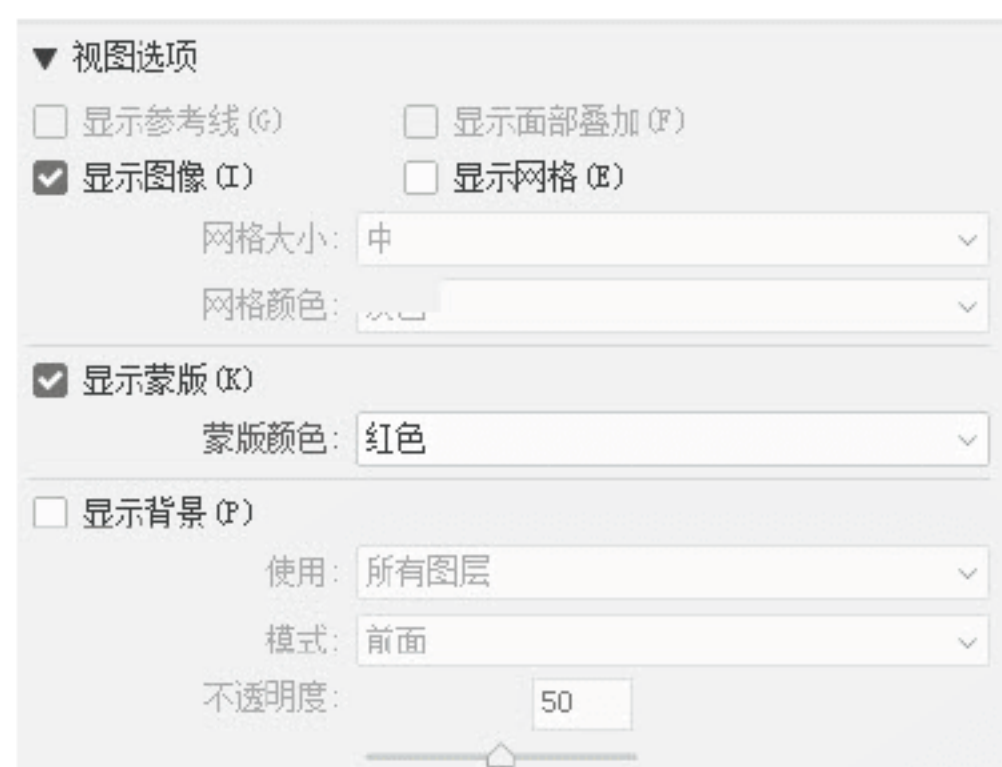 ▼ 视图选项
显示参考线(G) 显示面部叠加(F)
显示图像(I) 显示网格(E)
网格大小: 中
网格颜色:
显示蒙版(K)
蒙版颜色: 红色
显示背景(P)
使用: 所有图层
模式: 前面
不透明度: 50